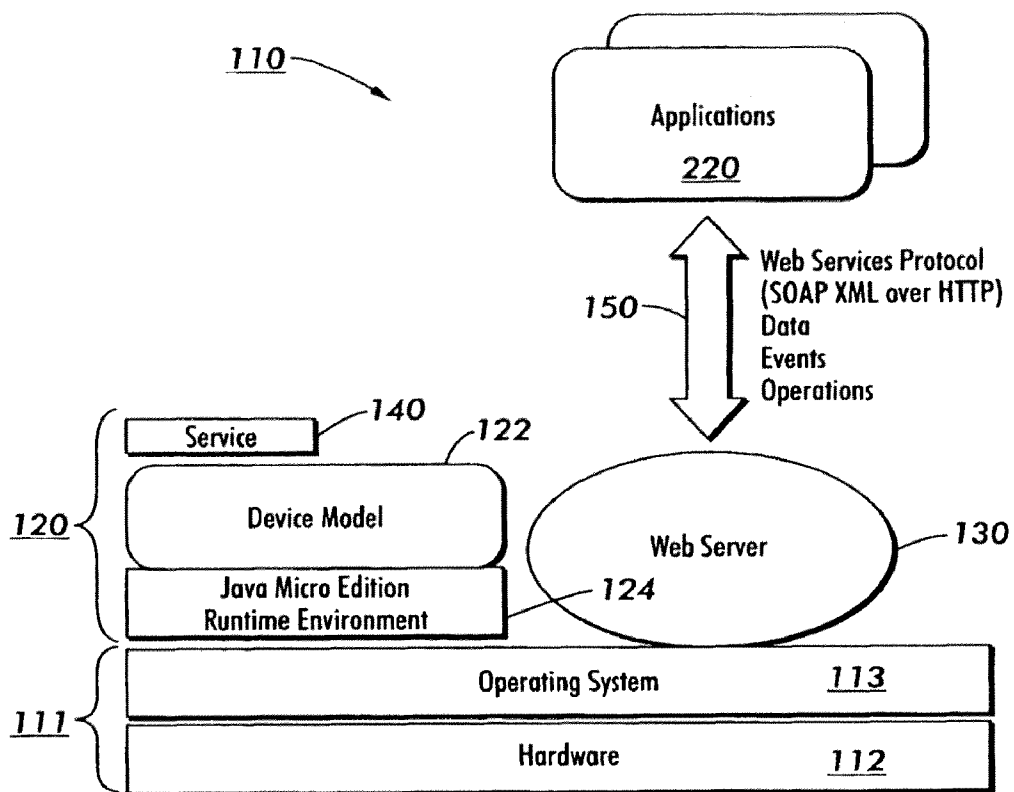 110
Applications
220
150
Web Services Protocol
(SOAP XML over HTTP)
Data
Events
Operations
140
Service
122
120
Device Model
Web Server
130
Java Micro Edition
Runtime Environment
124
Operating System
113
111
Hardware
112